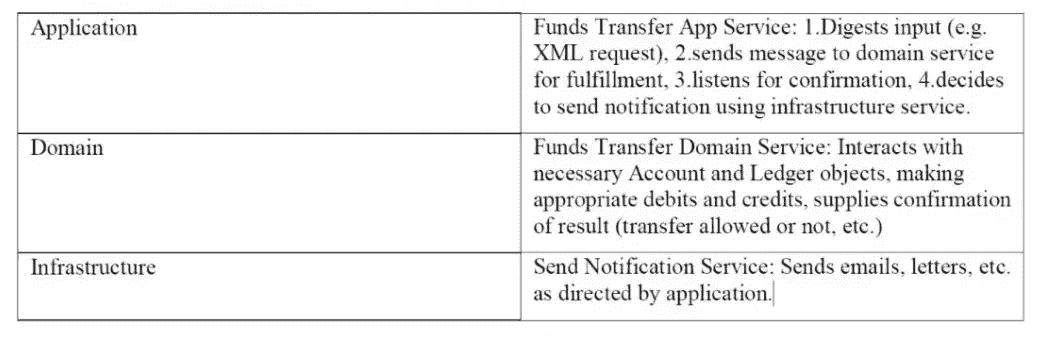 Application
Funds Transfer App Service: 1.Digests input (e.g.
XML request), 2.sends message to domain service
for fulfillment, 3.listens for confirmation, 4.decides
to send notification using infrastructure service.
Domain
Funds Transfer Domain Service: Interacts with
necessary Account and Ledger objects, making
appropriate debits and credits, supplies confirmation
of result (transfer allowed or not, etc.)
Infrastructure
Send Notification Service: Sends emails, letters, etc.
as directed by application.